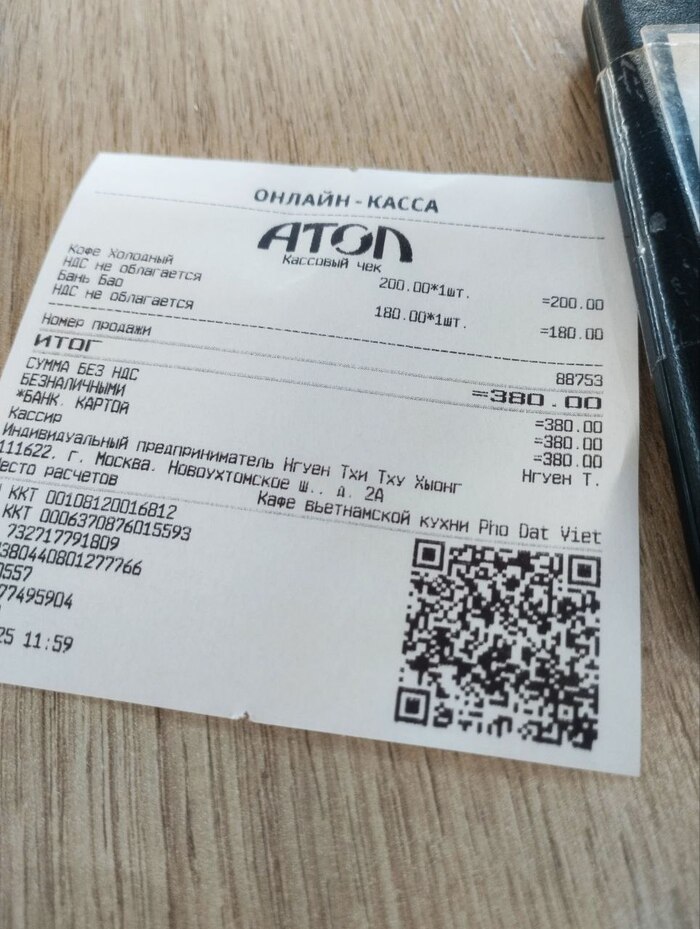 ОНЛАЙН-КАССА
АТОЛ
Кассовый чек
Кофе Холодный
200.00*1шт. =200.00
НДС не облагается
Бань Бао
180.00*1шт. =180.00
НДС не облагается
Номер продажи 88753
ИТОГ =380.00
СУММА БЕЗ НДС =380.00
БЕЗНАЛИЧНЫМИ =380.00
*БАНК. КАРТОЙ =380.00
Кассир Нгуен Т.
Индивидуальный предприниматель Нгуен Тхи Тху Хыонг
111622. г. Москва. Новоухтомское ш.. д. 2А
есто расчетов Кафе вьетнамской кухни Pho Dat Viet
ККТ 00108120016812
ККТ 0006370876015593
732717791809
380440801277766
0557
77495904
25 11:59